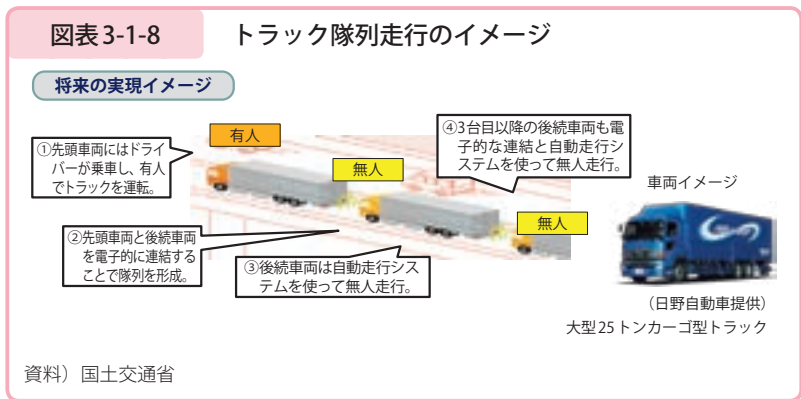 図表3-1-8 トラック隊列走行のイメージ
将来の実現イメージ
①先頭車両にはドライ
バーが乗車し、有人
でトラックを運転。
有人
無人
④3台目以降の後続車両も電
子的な連結と自動走行シ
ステムを使って無人走行。
無人
②先頭車両と後続車両
を電子的に連結する
ことで隊列を形成。
③後続車両は自動走行シス
テムを使って無人走行。
車両イメージ
（日野自動車提供）
大型25トンカーゴ型トラック
資料）国土交通省